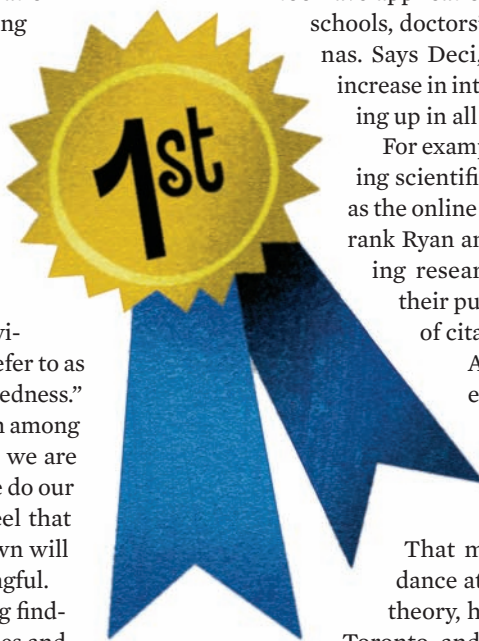 ng
vi-
efer to as
edness.”
n among
we are
e do our
eel that
wn will
ngful.
g find-
es and
1st
schools, doctors’
nas. Says Deci,
increase in int
ing up in all
For examp
ing scientifi
as the online
rank Ryan an
ing resear
their pu
of cita
A
e
That m
dance at
theory, h
Toronto, and